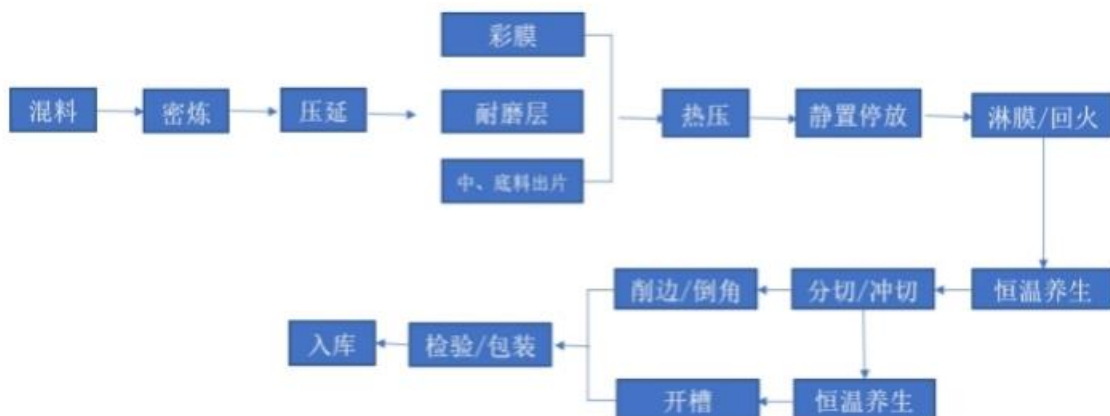 彩膜
混料
密炼
压延
耐磨层
热压
静置停放
淋膜/回火
中、底料出片
削边/倒角
分切/冲切
恒温养生
入库
检验/包装
开槽
恒温养生